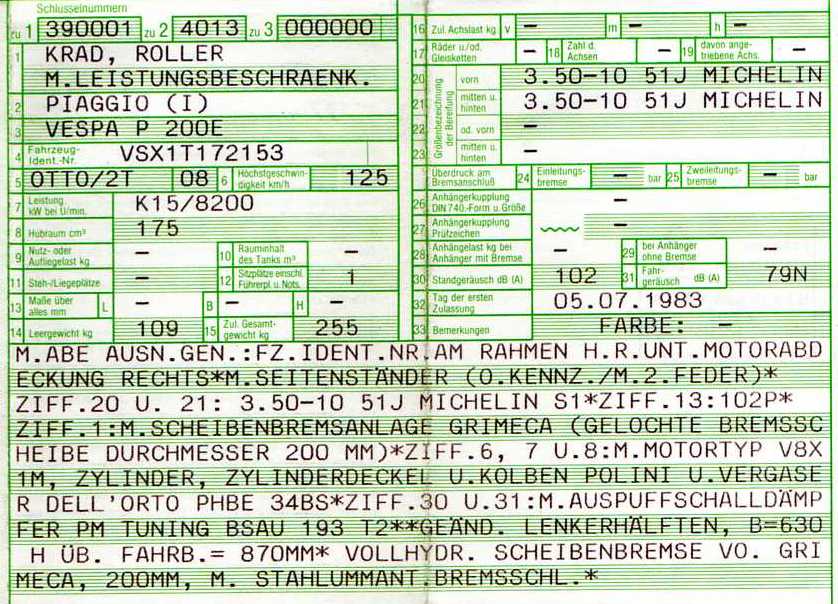 Schlüsselnummern
zu 1 390001 zu 2 4013 zu 3 000000
1 KRAD, ROLLER
M.LEISTUNGSBESCHRAENK.
2 PIAGGIO (I)
3 VESPA P 200E
4 Fahrzeug-Ident.-Nr. VSX1T172153
5 OTTO/2T 08 6 Höchstgeschwindigkeit km/h 125
7 Leistung kW bei U/min. K15/8200
8 Hubraum cm³ 175
9 Nutz- oder Aufliegelast kg – 10 Rauminhalt des Tanks m³ –
11 Steh-/Liegeplätze – 12 Sitzplätze einschl. Führerpl. u. Nots. 1
13 Maße über alles mm L – B – H –
14 Leergewicht kg 109 15 Zul. Gesamtgewicht kg 255
16 Zul. Achslast kg v – m – h –
17 Räder u./od. Gleisketten – 18 Zahl d. Achsen – 19 davon angetriebene Achs. –
Größenbezeichnung der Bereifung
20 vorn 3.50-10 51J MICHELIN
21 mitten u. hinten 3.50-10 51J MICHELIN
22 od. vorn –
23 mitten u. hinten –
Überdruck am Bremsanschluß 24 Einleitungsbremse – bar 25 Zweileitungsbremse – bar
26 Anhängerkupplung DIN 740.-Form u. Größe –
27 Anhängerkupplung Prüfzeichen –
28 Anhängelast kg bei Anhänger mit Bremse – 29 bei Anhänger ohne Bremse –
30 Standgeräusch dB (A) 102 31 Fahrgeräusch dB (A) 79N
32 Tag der ersten Zulassung 05.07.1983
33 Bemerkungen FARBE: –
M.ABE AUSN.GEN.:FZ.IDENT.NR.AM RAHMEN H.R.UNT.MOTORABD
ECKUNG RECHTS*M.SEITENSTÄNDER (O.KENNZ./M.2.FEDER)*
ZIFF.20 U. 21: 3.50-10 51J MICHELIN S1*ZIFF.13:102P*
ZIFF.1:M.SCHEIBENBREMSANLAGE GRIMECA (GELOCHTE BREMSSC
HEIBE DURCHMESSER 200 MM)*ZIFF.6, 7 U.8:M.MOTORTYP V8X
1M, ZYLINDER, ZYLINDERDECKEL U.KOLBEN POLINI U.VERGASE
R DELL'ORTO PHBE 34BS*ZIFF.30 U.31:M.AUSPUFFSCHALLDÄMP
FER PM TUNING BSAU 193 T2**GEÄND. LENKERHÄLFTEN, B=630
H ÜB. FAHRB.= 870MM* VOLLHYDR. SCHEIBENBREMSE VO. GRI
MECA, 200MM, M. STAHLUMMANT.BREMSSCHL.*